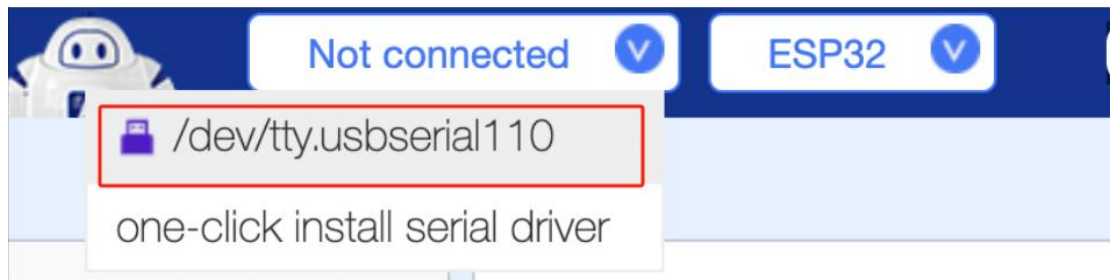 Not connected
ESP32
/dev/tty.usbserial110
one-click install serial driver